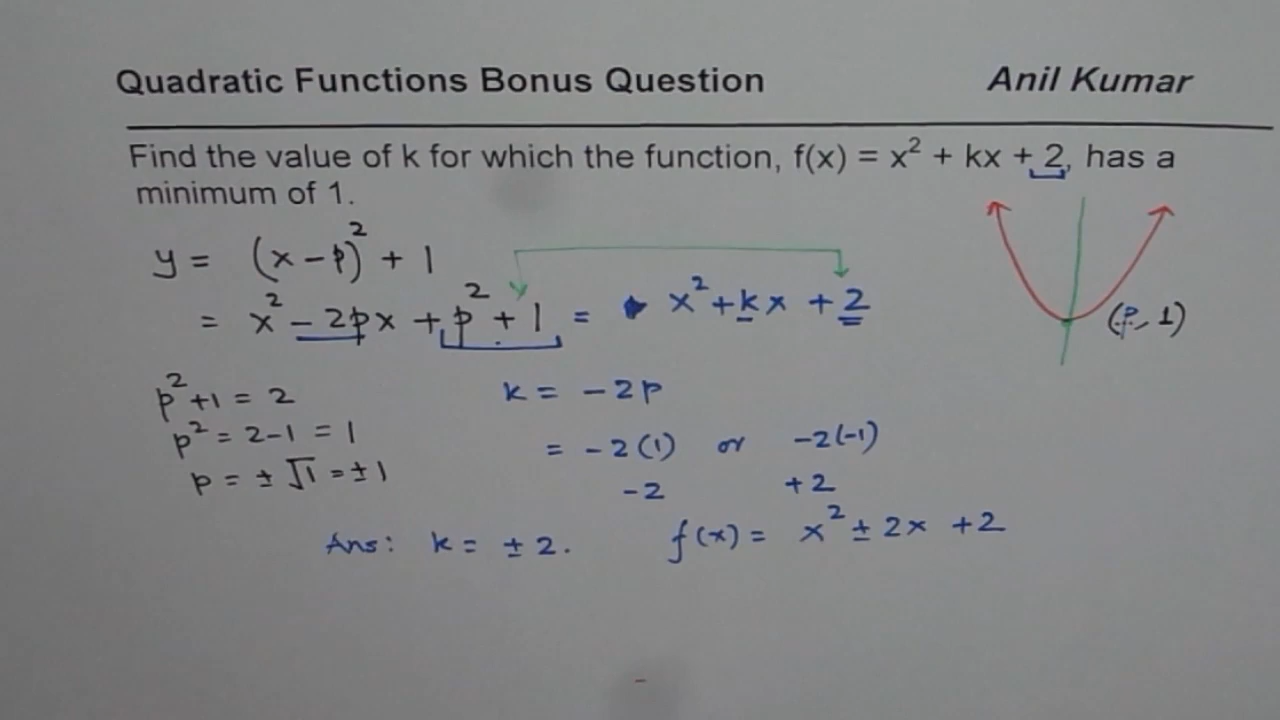 Quadratic Functions Bonus Question Anil Kumar
Find the value of k for which the function, f(x) = x² + kx + 2, has a
minimum of 1.
y = (x - p)² + 1
= x² - 2px + p² + 1 = x² + kx + 2
(p, 1)
p² + 1 = 2 k = -2p
p² = 2-1 = 1 = -2(1) or -2(-1)
p = ± √1 = ± 1 -2 +2
Ans: k = ± 2. f(x) = x² ± 2x + 2